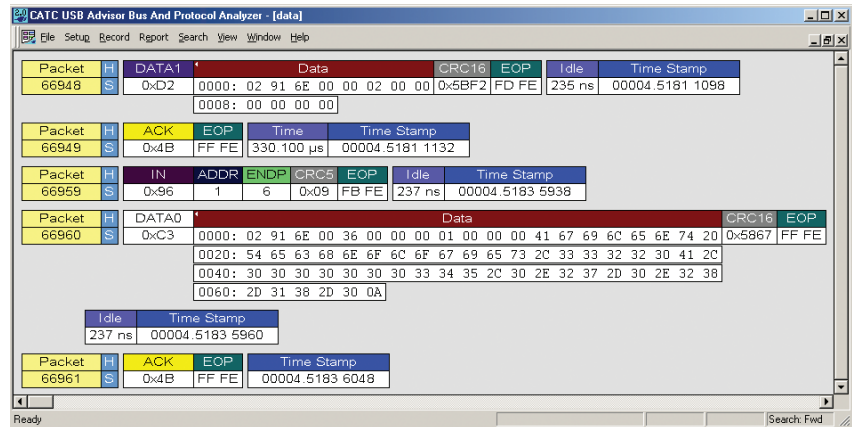 CATC USB Advisor Bus And Protocol Analyzer - [data]
File Setup Record Report Search View Window Help
Packet H DATA1 Data CRC16 EOP Idle Time Stamp
66948 S 0xD2 0000: 02 91 6E 00 00 02 00 00 0x5BF2 FD FE 235 ns 00004.5181 1098
0008: 00 00 00 00
Packet H ACK EOP Time Time Stamp
66949 S 0x4B FF FE 330.100 µs 00004.5181 1132
Packet H IN ADDR ENDP CRC5 EOP Idle Time Stamp
66959 S 0x96 1 6 0x09 FB FE 237 ns 00004.5183 5938
Packet H DATA0 Data CRC16 EOP
66960 S 0xC3 0000: 02 91 6E 00 36 00 00 00 01 00 00 00 41 67 69 6C 65 6E 74 20 0x5867 FF FE
0020: 54 65 63 68 6E 6F 6C 6F 67 69 65 73 2C 33 33 32 32 30 41 2C
0040: 30 30 30 30 30 30 33 34 35 2C 30 2E 32 37 2D 30 2E 32 38
0060: 2D 31 38 2D 30 0A
Idle Time Stamp
237 ns 00004.5183 5960
Packet H ACK EOP Time Stamp
66961 S 0x4B FF FE 00004.5183 6048
Ready Search: Fwd